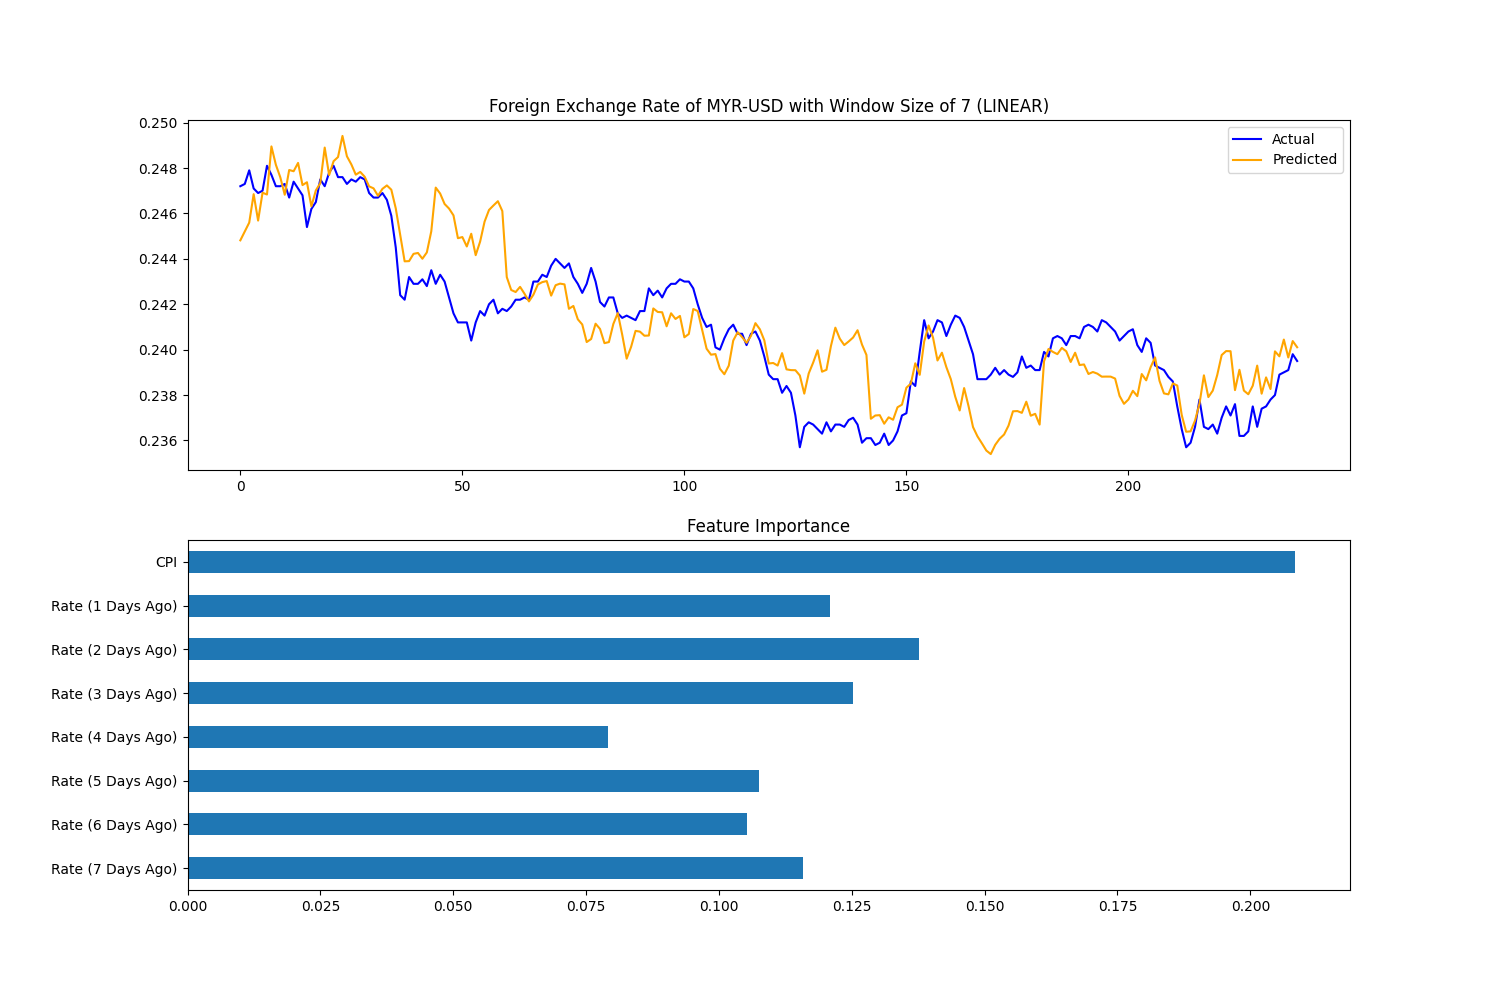 Foreign Exchange Rate of MYR-USD with Window Size of 7 (LINEAR)
0.250
0.248
0.246
0.244
0.242
0.240
0.238
0.236
Actual
Predicted
0
50
100
150
200
Feature Importance
CPI
Rate (1 Days Ago)
Rate (2 Days Ago)
Rate (3 Days Ago)
Rate (4 Days Ago)
Rate (5 Days Ago)
Rate (6 Days Ago)
Rate (7 Days Ago)
0.000
0.025
0.050
0.075
0.100
0.125
0.150
0.175
0.200